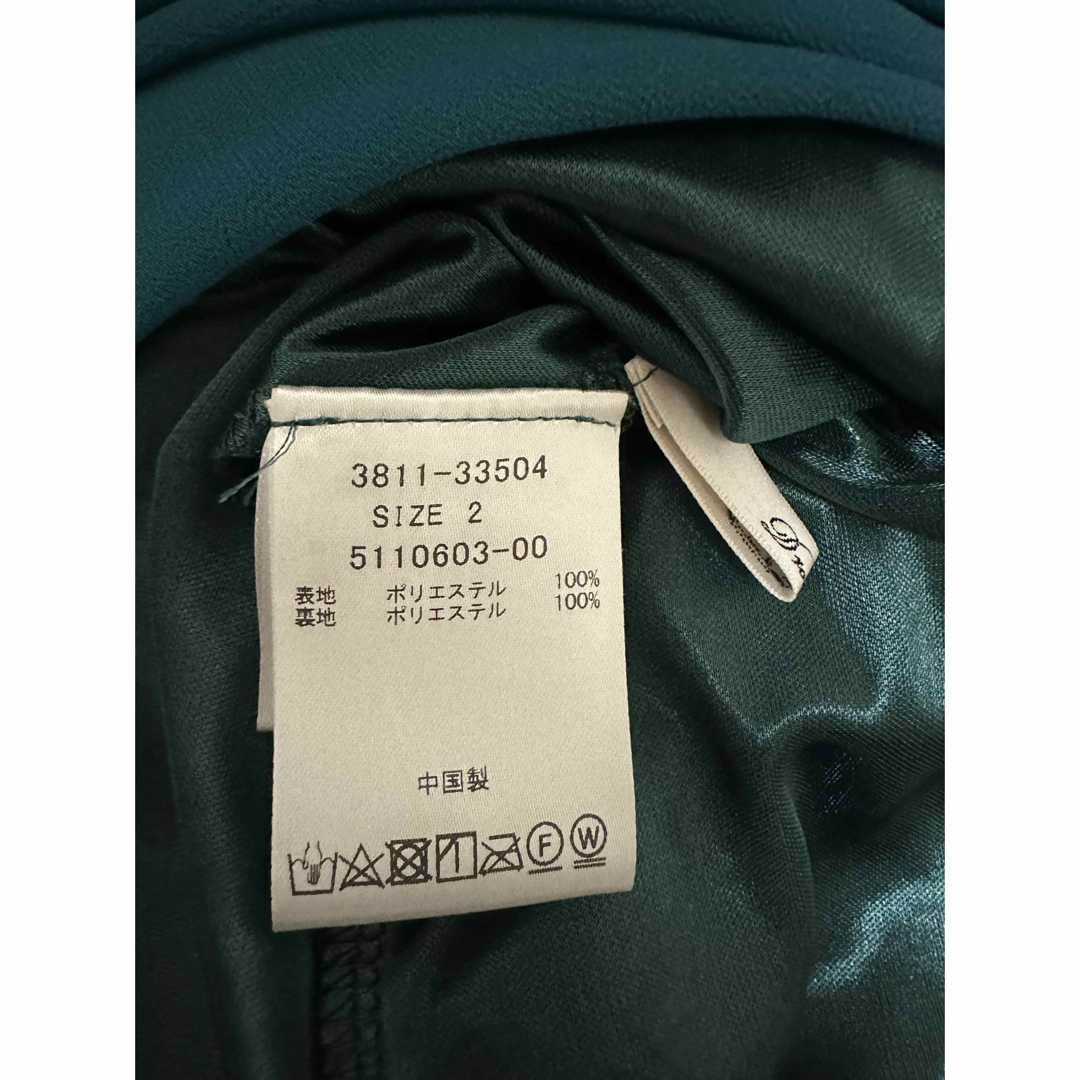 3811-33504
SIZE 2
5110603-00
表地 ポリエステル 100%
裏地 ポリエステル 100%
中国製
F W